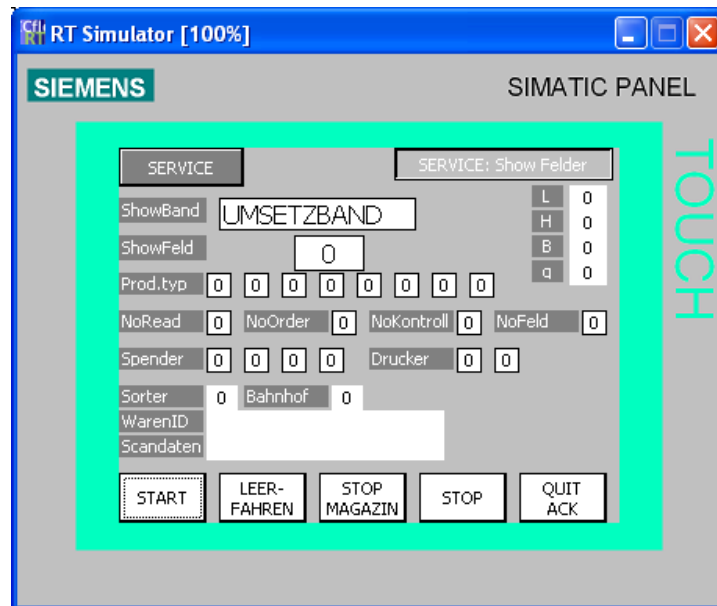 RT Simulator [100%]
SIEMENS SIMATIC PANEL
TOUCH
SERVICE SERVICE: Show Felder
ShowBand UMSETZBAND L 0
H 0
ShowFeld 0 B 0
q 0
Prod.typ 0 0 0 0 0 0 0 0
NoRead 0 NoOrder 0 NoKontroll 0 NoFeld 0
Spender 0 0 0 0 Drucker 0 0
Sorter 0 Bahnhof 0
WarenID
Scandaten
START LEER-FAHREN STOP MAGAZIN STOP QUIT ACK